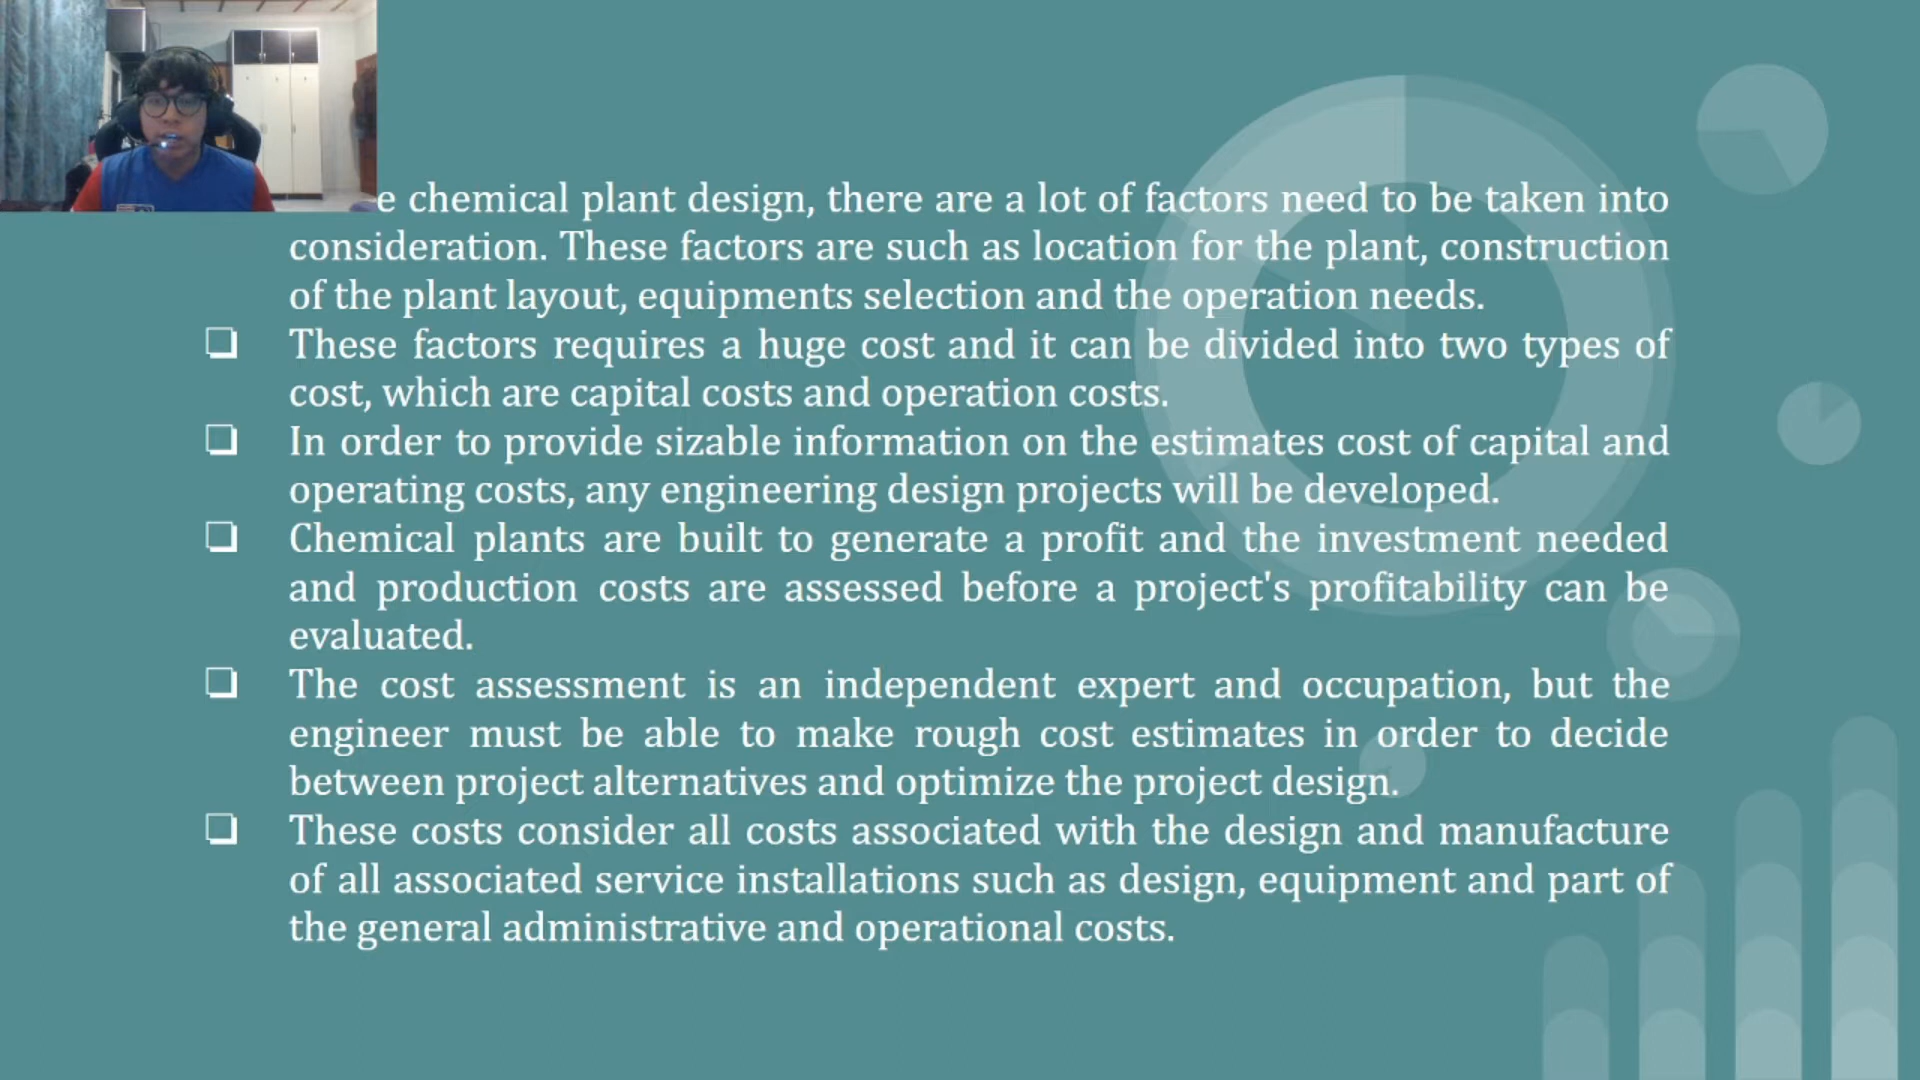 e chemical plant design, there are a lot of factors need to be taken into
consideration. These factors are such as location for the plant, construction
of the plant layout, equipments selection and the operation needs.
❏ These factors requires a huge cost and it can be divided into two types of
cost, which are capital costs and operation costs.
❏ In order to provide sizable information on the estimates cost of capital and
operating costs, any engineering design projects will be developed.
❏ Chemical plants are built to generate a profit and the investment needed
and production costs are assessed before a project's profitability can be
evaluated.
❏ The cost assessment is an independent expert and occupation, but the
engineer must be able to make rough cost estimates in order to decide
between project alternatives and optimize the project design.
❏ These costs consider all costs associated with the design and manufacture
of all associated service installations such as design, equipment and part of
the general administrative and operational costs.